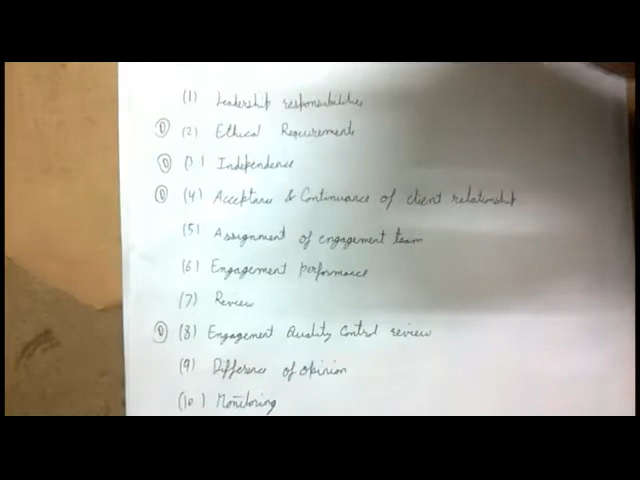 (1) Leadership responsibilities
D (2) Ethical Requirements
D (3) Independence
D (4) Acceptance & Continuance of client relationship
(5) Assignment of engagement team
(6) Engagement performance
(7) Review
D (8) Engagement Quality Control review
(9) Difference of opinion
(10) Monitoring